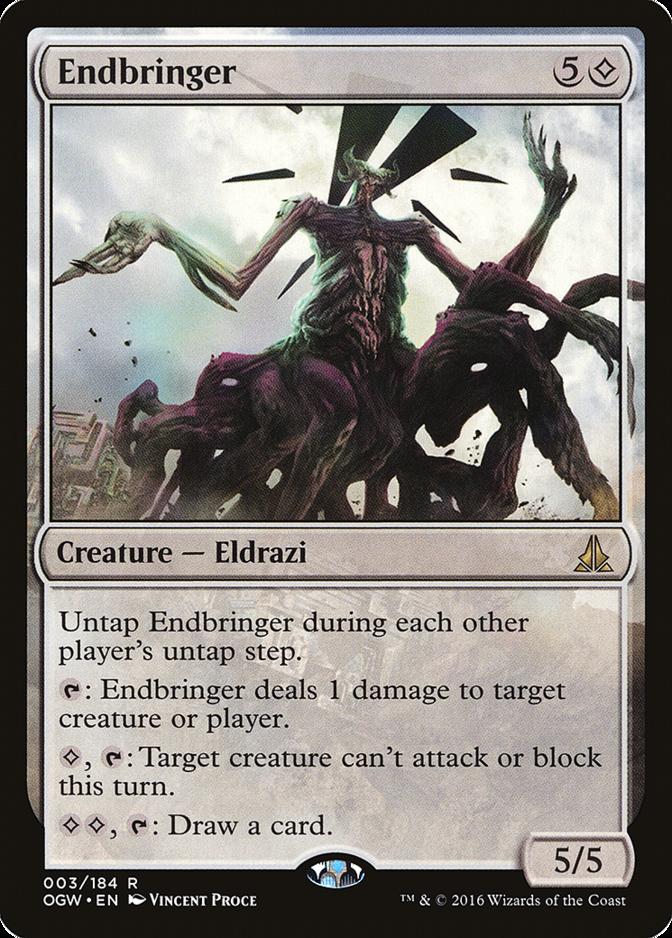 Endbringer 5
Creature — Eldrazi
Untap Endbringer during each other
player's untap step.
: Endbringer deals 1 damage to target
creature or player.
, : Target creature can't attack or block
this turn.
, : Draw a card.
5/5
003/184 R
OGW • EN Vincent Proce
™ & © 2016 Wizards of the Coast